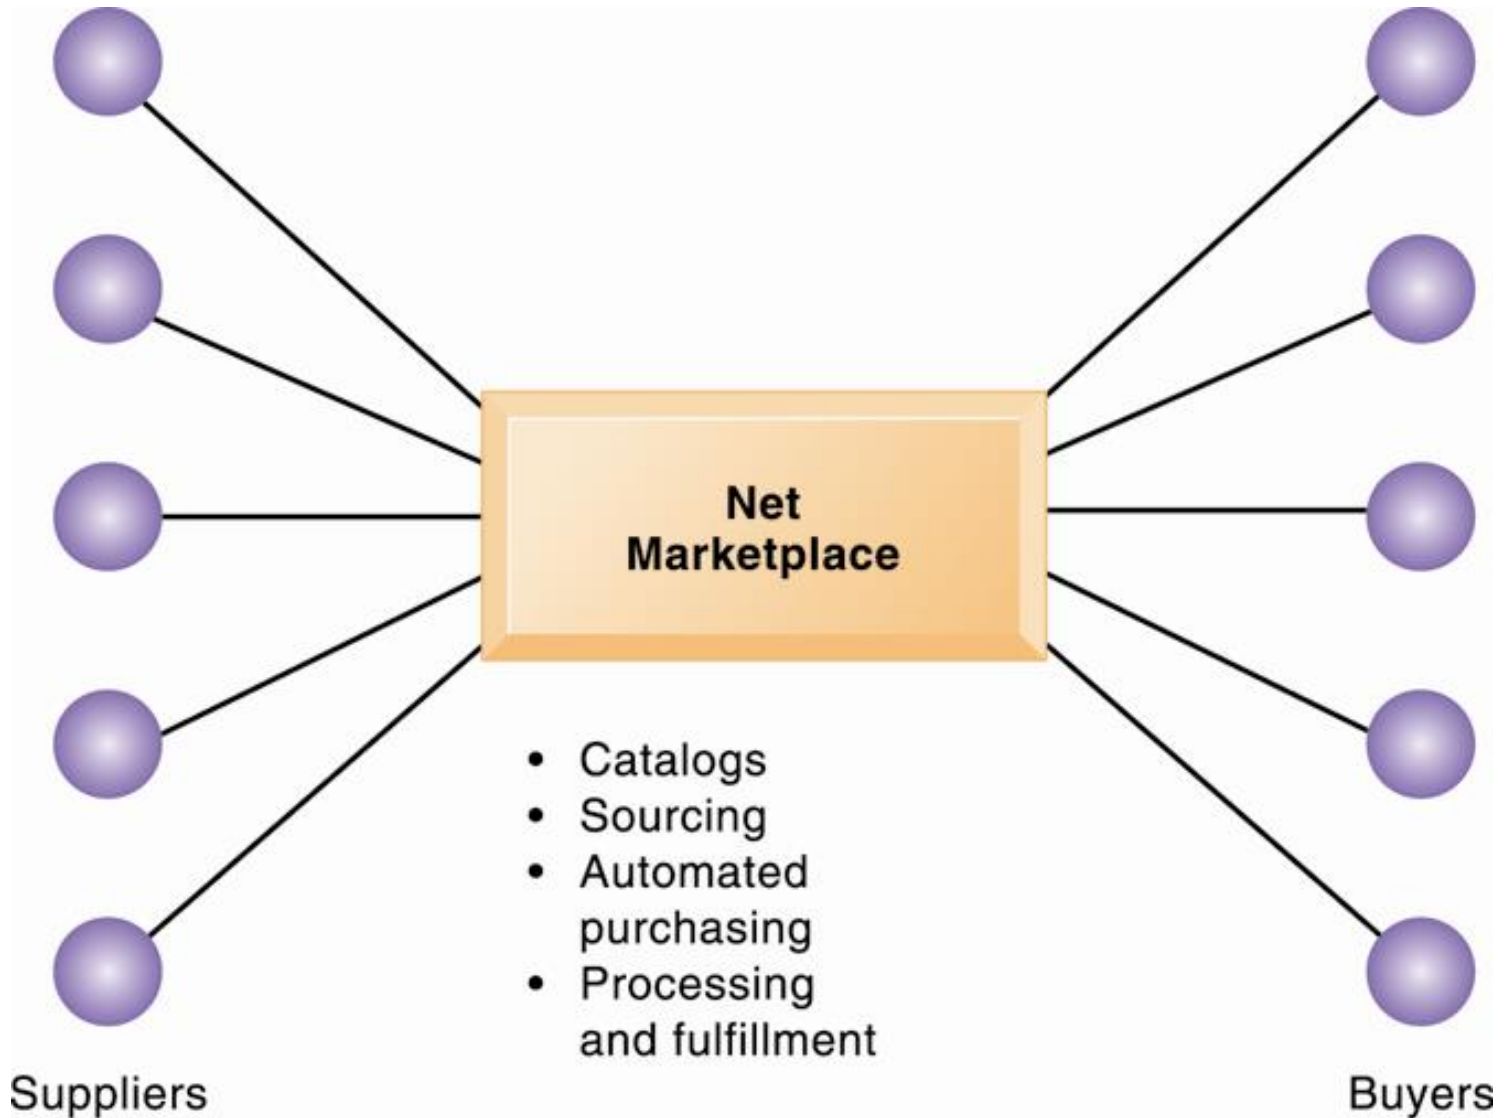 Net
Marketplace
• Catalogs
• Sourcing
• Automated
purchasing
• Processing
and fulfillment
Suppliers
Buyers